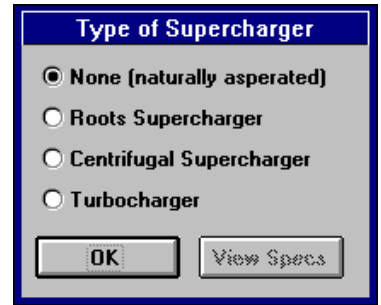 Type of Supercharger
None (naturally asperated)
Roots Supercharger
Centrifugal Supercharger
Turbocharger
OK
View Specs